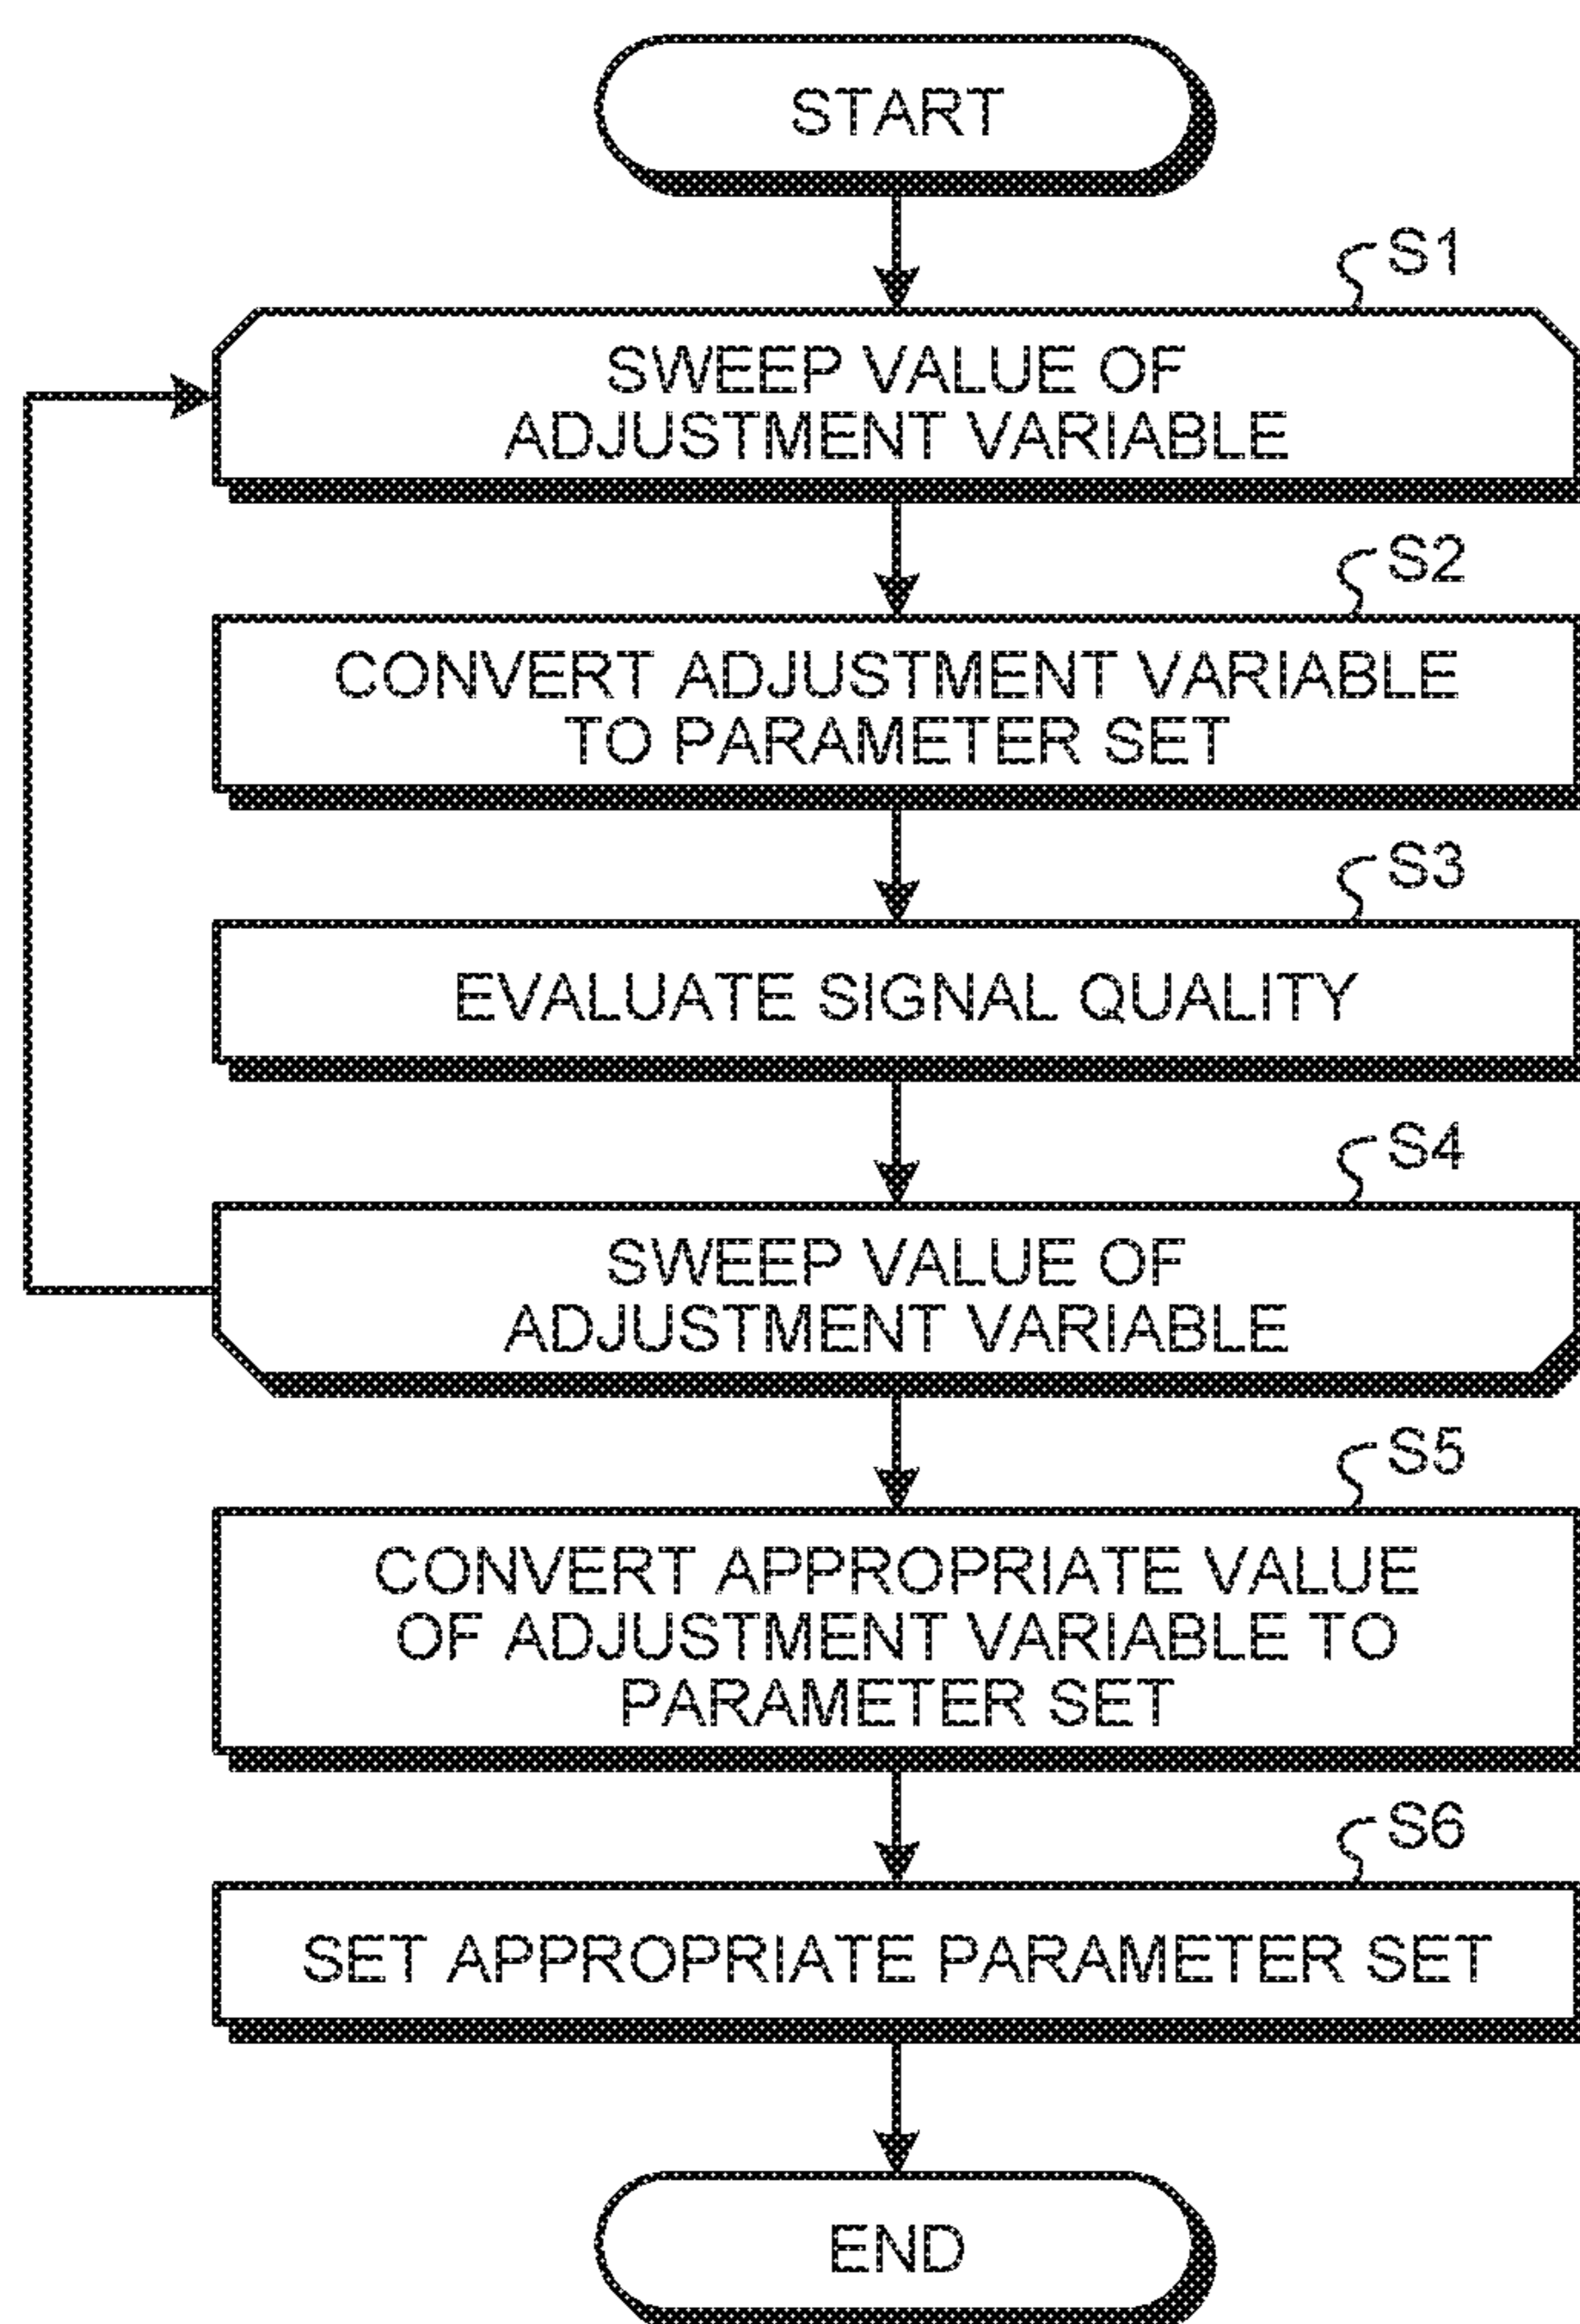 START
S1
SWEEP VALUE OF
ADJUSTMENT VARIABLE
S2
CONVERT ADJUSTMENT VARIABLE
TO PARAMETER SET
S3
EVALUATE SIGNAL QUALITY
S4
SWEEP VALUE OF
ADJUSTMENT VARIABLE
S5
CONVERT APPROPRIATE VALUE
OF ADJUSTMENT VARIABLE TO
PARAMETER SET
S6
SET APPROPRIATE PARAMETER SET
END